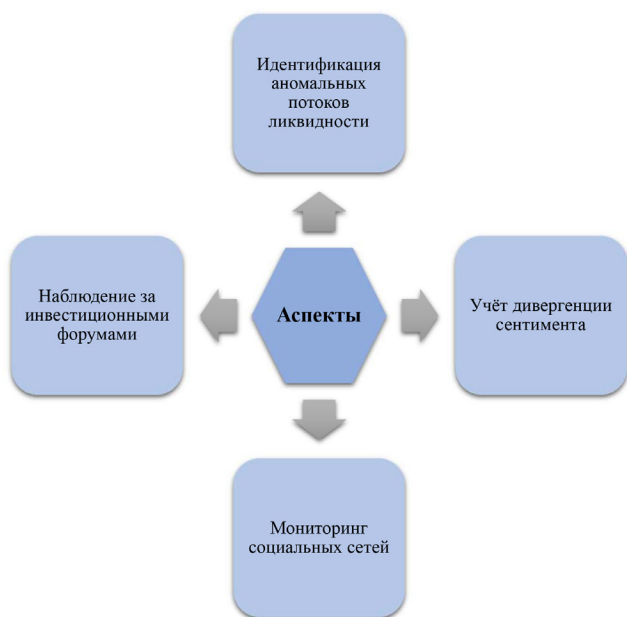 Идентификация
аномальных
потоков
ликвидности
Наблюдение за
инвестиционными
форумами
Аспекты
Учёт дивергенции
сентимента
Мониторинг
социальных сетей